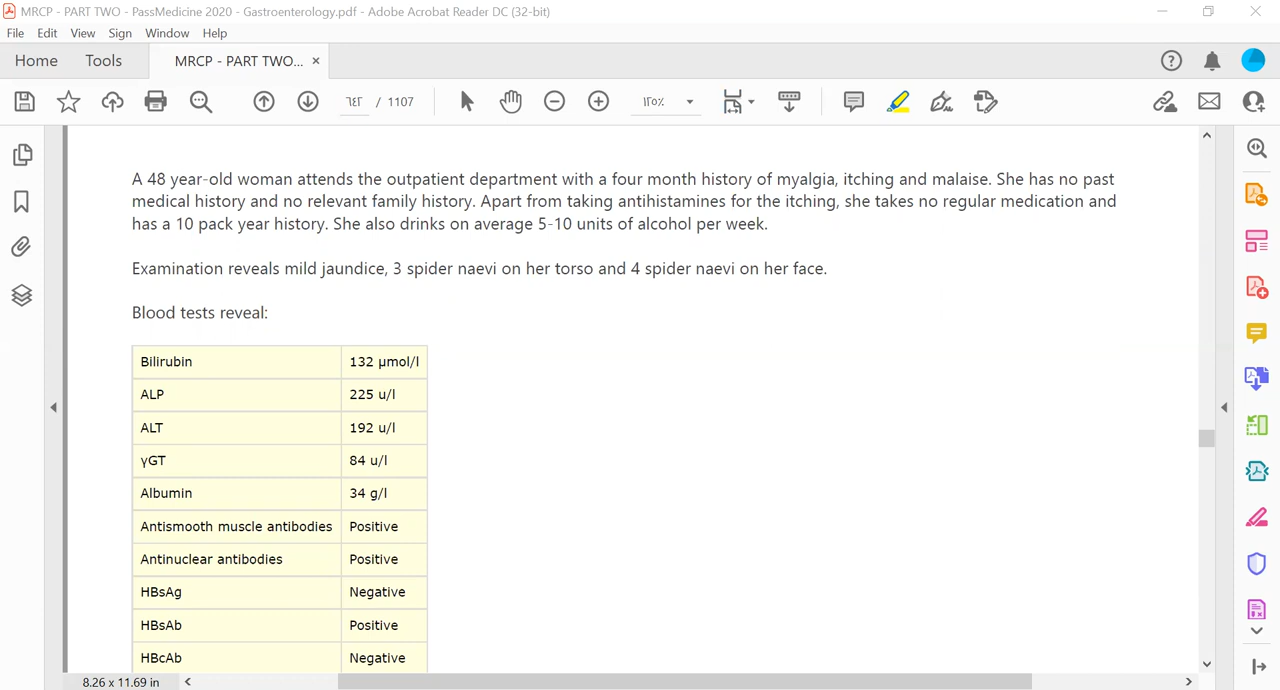 MRCP - PART TWO - PassMedicine 2020 - Gastroenterology.pdf - Adobe Acrobat Reader DC (32-bit)
File Edit View Sign Window Help
Home Tools MRCP - PART TWO... ×
٦٤٢ / 1107 ١٢٥%
A 48 year-old woman attends the outpatient department with a four month history of myalgia, itching and malaise. She has no past
medical history and no relevant family history. Apart from taking antihistamines for the itching, she takes no regular medication and
has a 10 pack year history. She also drinks on average 5-10 units of alcohol per week.
Examination reveals mild jaundice, 3 spider naevi on her torso and 4 spider naevi on her face.
Blood tests reveal:
Bilirubin 132 µmol/l
ALP 225 u/l
ALT 192 u/l
γGT 84 u/l
Albumin 34 g/l
Antismooth muscle antibodies Positive
Antinuclear antibodies Positive
HBsAg Negative
HBsAb Positive
HBcAb Negative
8.26 x 11.69 in